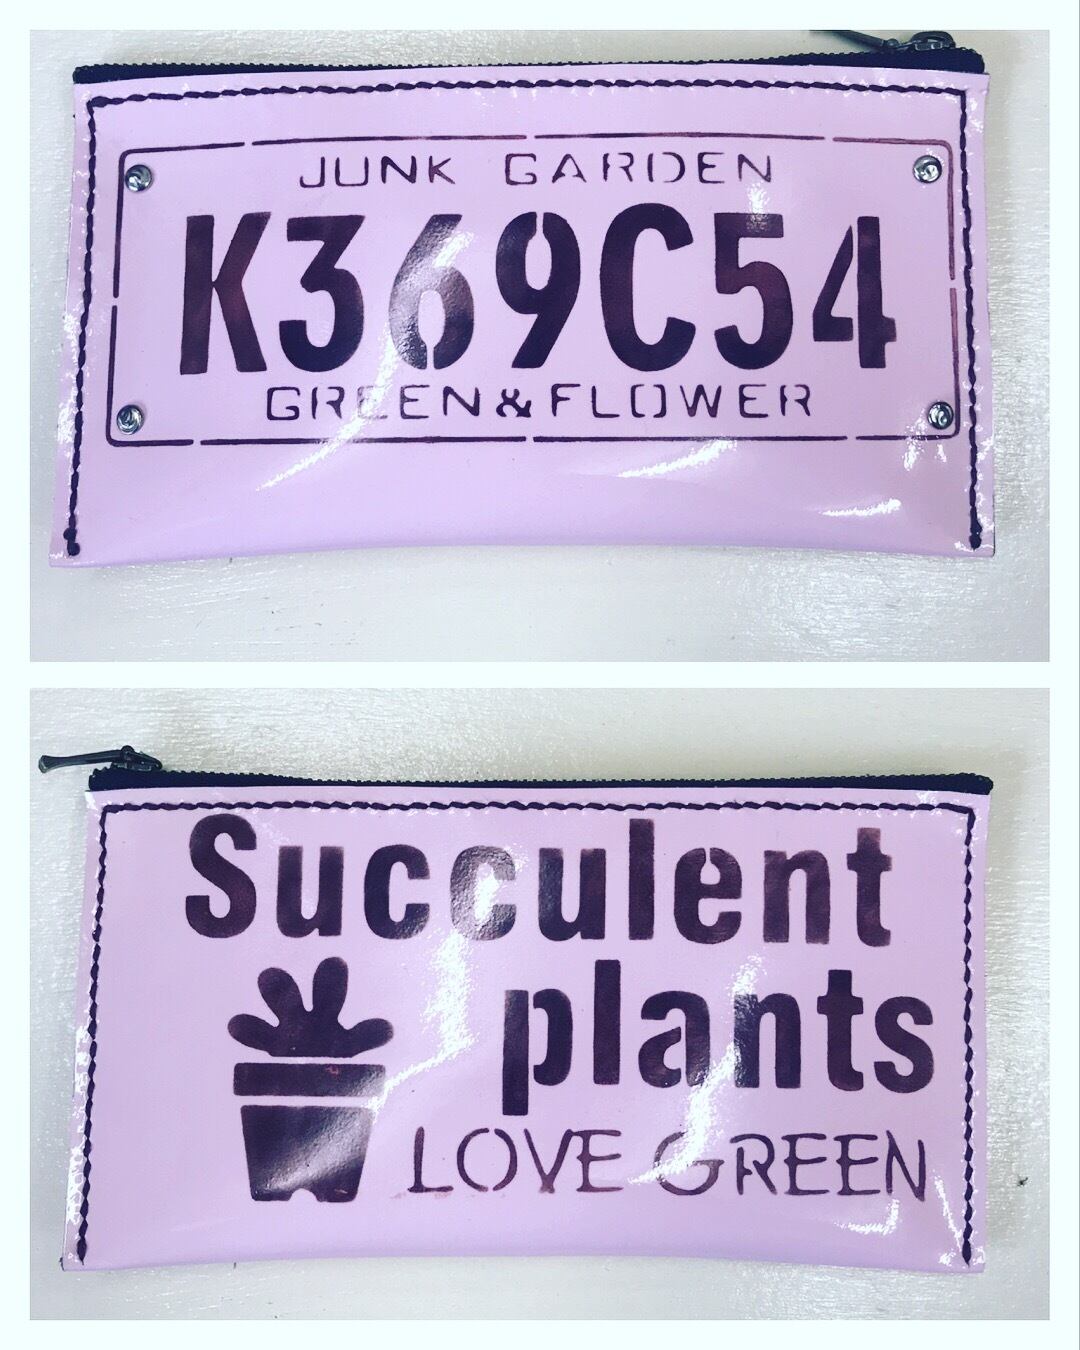 JUNK GARDEN
K369C54
GREEN&FLOWER
Succulent
plants
LOVE GREEN